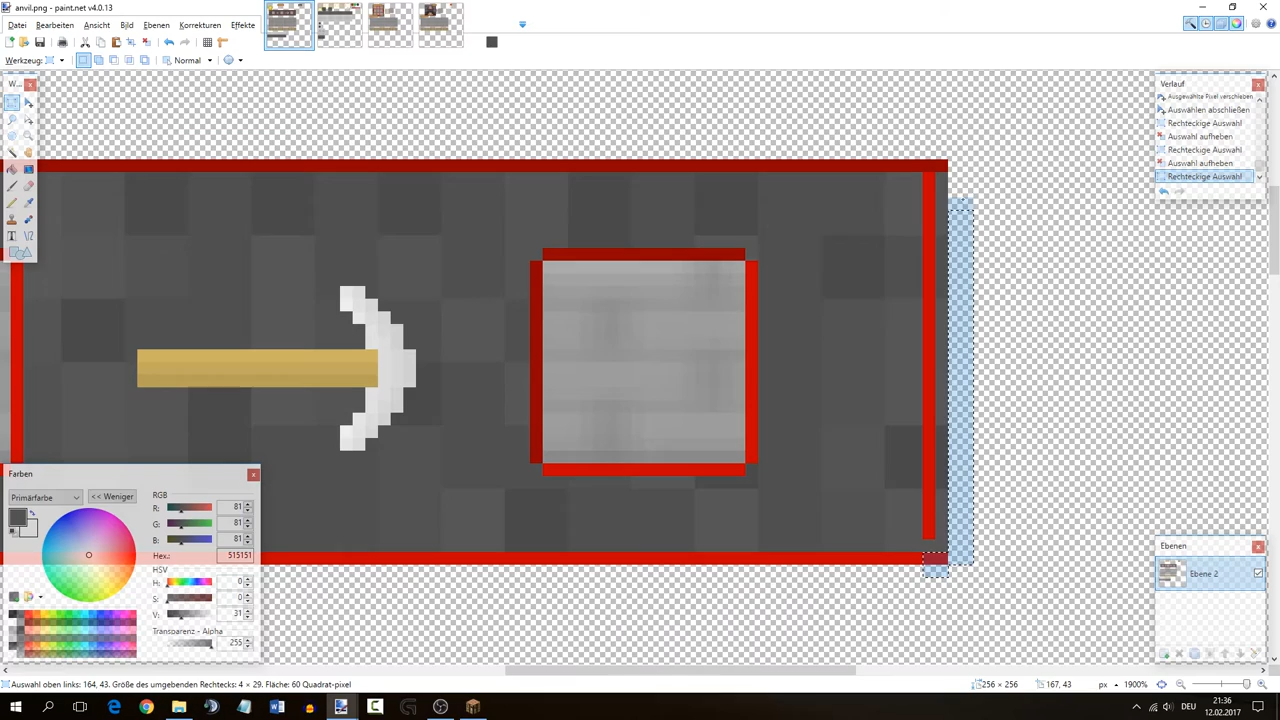 anvil.png - paint.net v4.0.13
Datei Bearbeiten Ansicht Bild Ebenen Korrekturen Effekte
Werkzeug: Normal
W...
Verlauf
Ausgewählte Pixel verschieben
Auswählen abschließen
Rechteckige Auswahl
Auswahl aufheben
Rechteckige Auswahl
Auswahl aufheben
Rechteckige Auswahl
Farben
Primärfarbe << Weniger
RGB
R: 81
G: 81
B: 81
Hex.: 515151
HSV
H: 0
S: 0
V: 31
Transparenz - Alpha
255
Ebenen
Ebene 2
Auswahl oben links: 164, 43. Größe des umgebenden Rechtecks: 4 × 29. Fläche: 60 Quadrat-pixel
256 × 256 167, 43 px 1900%
DEU 21:36
12.02.2017